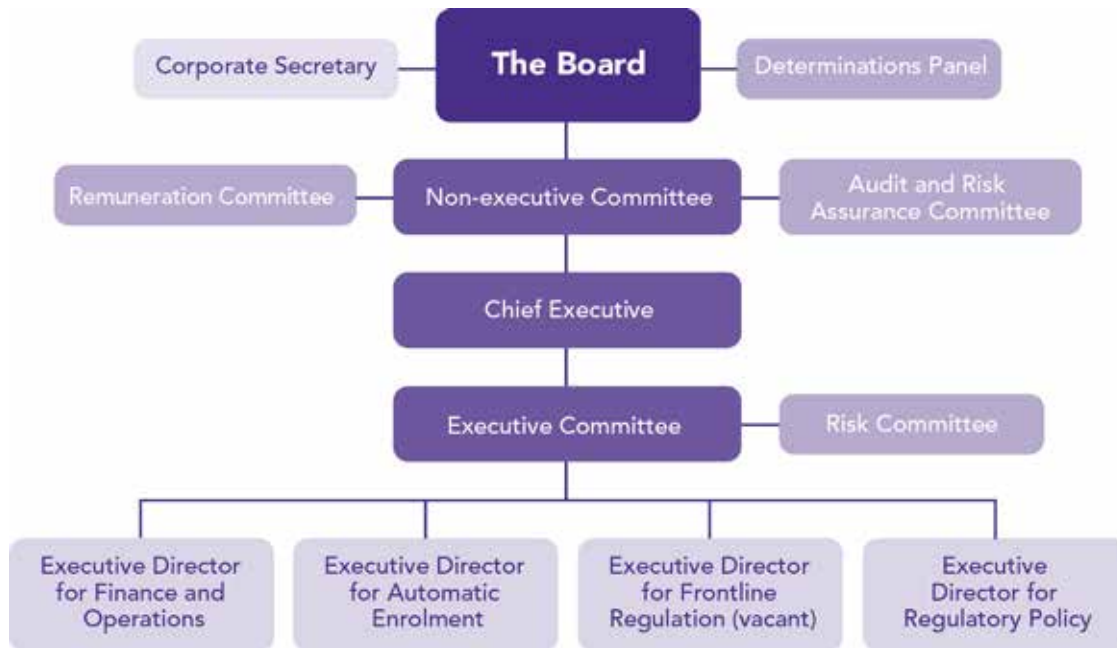 Corporate Secretary
The Board
Determinations Panel
Remuneration Committee
Non-executive Committee
Audit and Risk
Assurance Committee
Chief Executive
Executive Committee
Risk Committee
Executive Director
for Finance and
Operations
Executive Director
for Automatic
Enrolment
Executive Director
for Frontline
Regulation (vacant)
Executive
Director for
Regulatory Policy